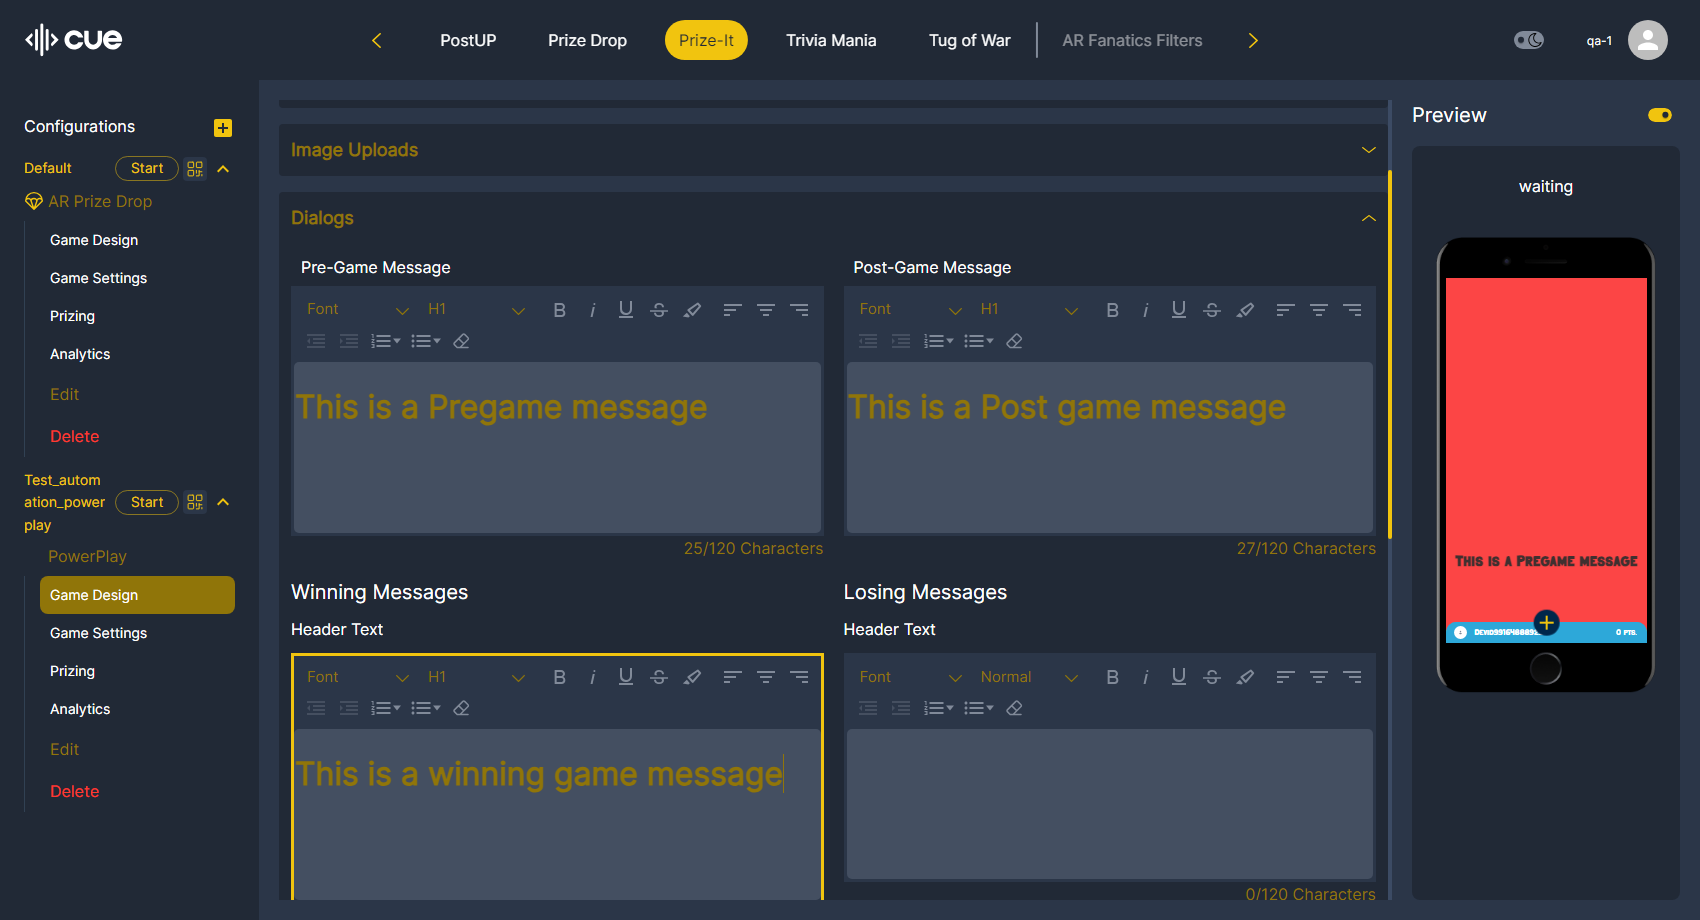 cue
PostUP
Prize Drop
Prize-It
Trivia Mania
Tug of War
AR Fanatics Filters
qa-1
Configurations
Default
Start
AR Prize Drop
Game Design
Game Settings
Prizing
Analytics
Edit
Delete
Test_autom
ation_power
play
Start
PowerPlay
Game Design
Game Settings
Prizing
Analytics
Edit
Delete
Image Uploads
Dialogs
Pre-Game Message
Font
H1
This is a Pregame message
25/120 Characters
Post-Game Message
Font
H1
This is a Post game message
27/120 Characters
Winning Messages
Header Text
Font
H1
This is a winning game message
Losing Messages
Header Text
Font
Normal
0/120 Characters
Preview
waiting
This is a Pregame message
0 pts.